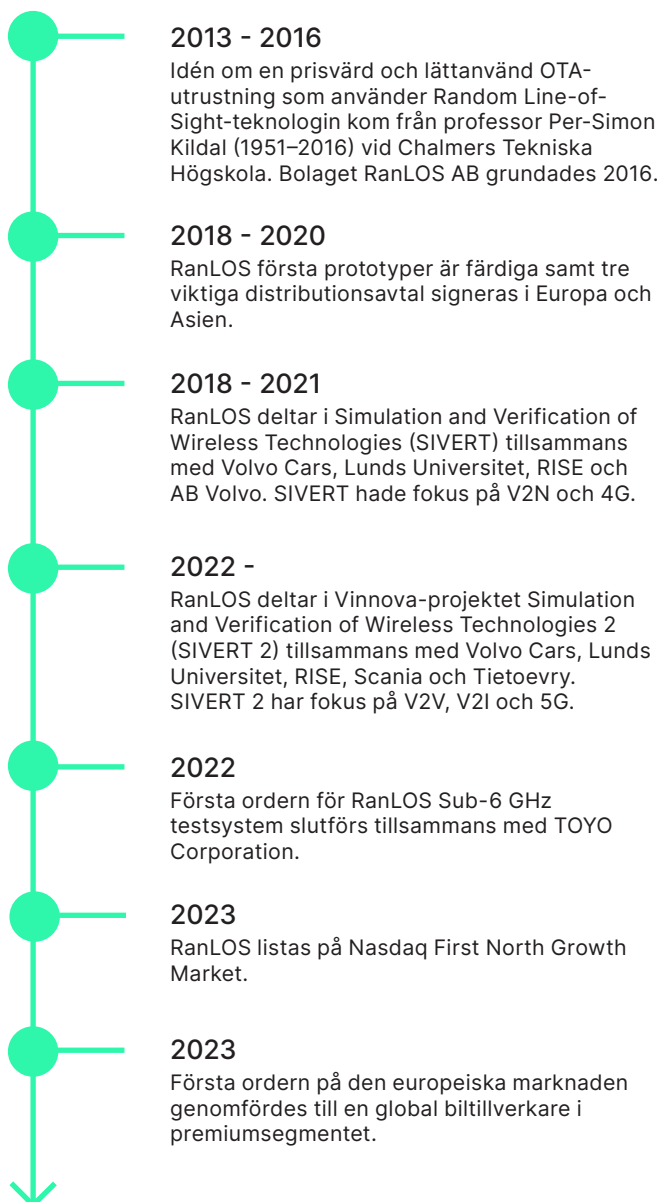 2013 - 2016
Idén om en prisvärd och lättanvänd OTA-
utrustning som använder Random Line-of-
Sight-teknologin kom från professor Per-Simon
Kildal (1951–2016) vid Chalmers Tekniska
Högskola. Bolaget RanLOS AB grundades 2016.
2018 - 2020
RanLOS första prototyper är färdiga samt tre
viktiga distributionsavtal signeras i Europa och
Asien.
2018 - 2021
RanLOS deltar i Simulation and Verification of
Wireless Technologies (SIVERT) tillsammans
med Volvo Cars, Lunds Universitet, RISE och
AB Volvo. SIVERT hade fokus på V2N och 4G.
2022 -
RanLOS deltar i Vinnova-projektet Simulation
and Verification of Wireless Technologies 2
(SIVERT 2) tillsammans med Volvo Cars, Lunds
Universitet, RISE, Scania och Tietoevry.
SIVERT 2 har fokus på V2V, V2I och 5G.
2022
Första ordern för RanLOS Sub-6 GHz
testsystem slutförs tillsammans med TOYO
Corporation.
2023
RanLOS listas på Nasdaq First North Growth
Market.
2023
Första ordern på den europeiska marknaden
genomfördes till en global biltillverkare i
premiumsegmentet.